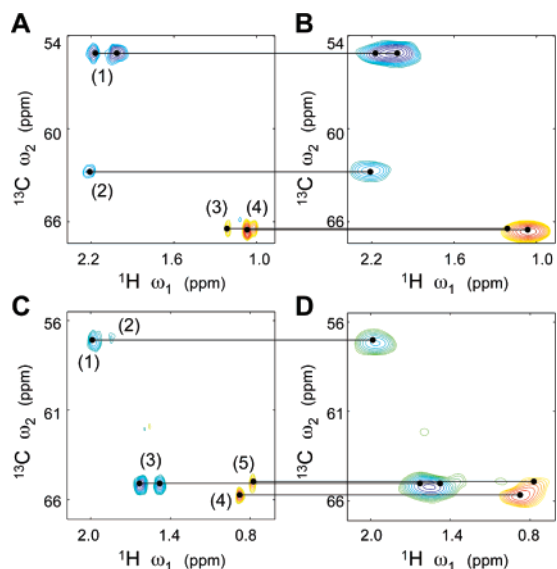 A
B
54
54
(1)
60
60
(2)
(3) (4)
66
66
¹³C ω₂ (ppm)
¹³C ω₂ (ppm)
2.2 1.6 1.0
2.2 1.6 1.0
¹H ω₁ (ppm)
¹H ω₁ (ppm)
C
D
56
56
(2)
(1)
61
61
(3)
(5)
(4)
66
66
¹³C ω₂ (ppm)
¹³C ω₂ (ppm)
2.0 1.4 0.8
2.0 1.4 0.8
¹H ω₁ (ppm)
¹H ω₁ (ppm)